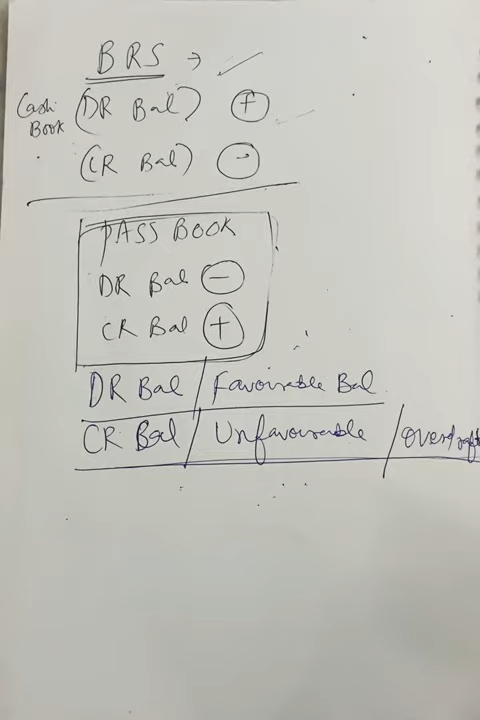 BRS →
Cash Book (DR Bal) +
(CR Bal) -
PASS BOOK
DR Bal -
CR Bal +
DR Bal / Favourable Bal
CR Bal / Unfavourable / overdraft